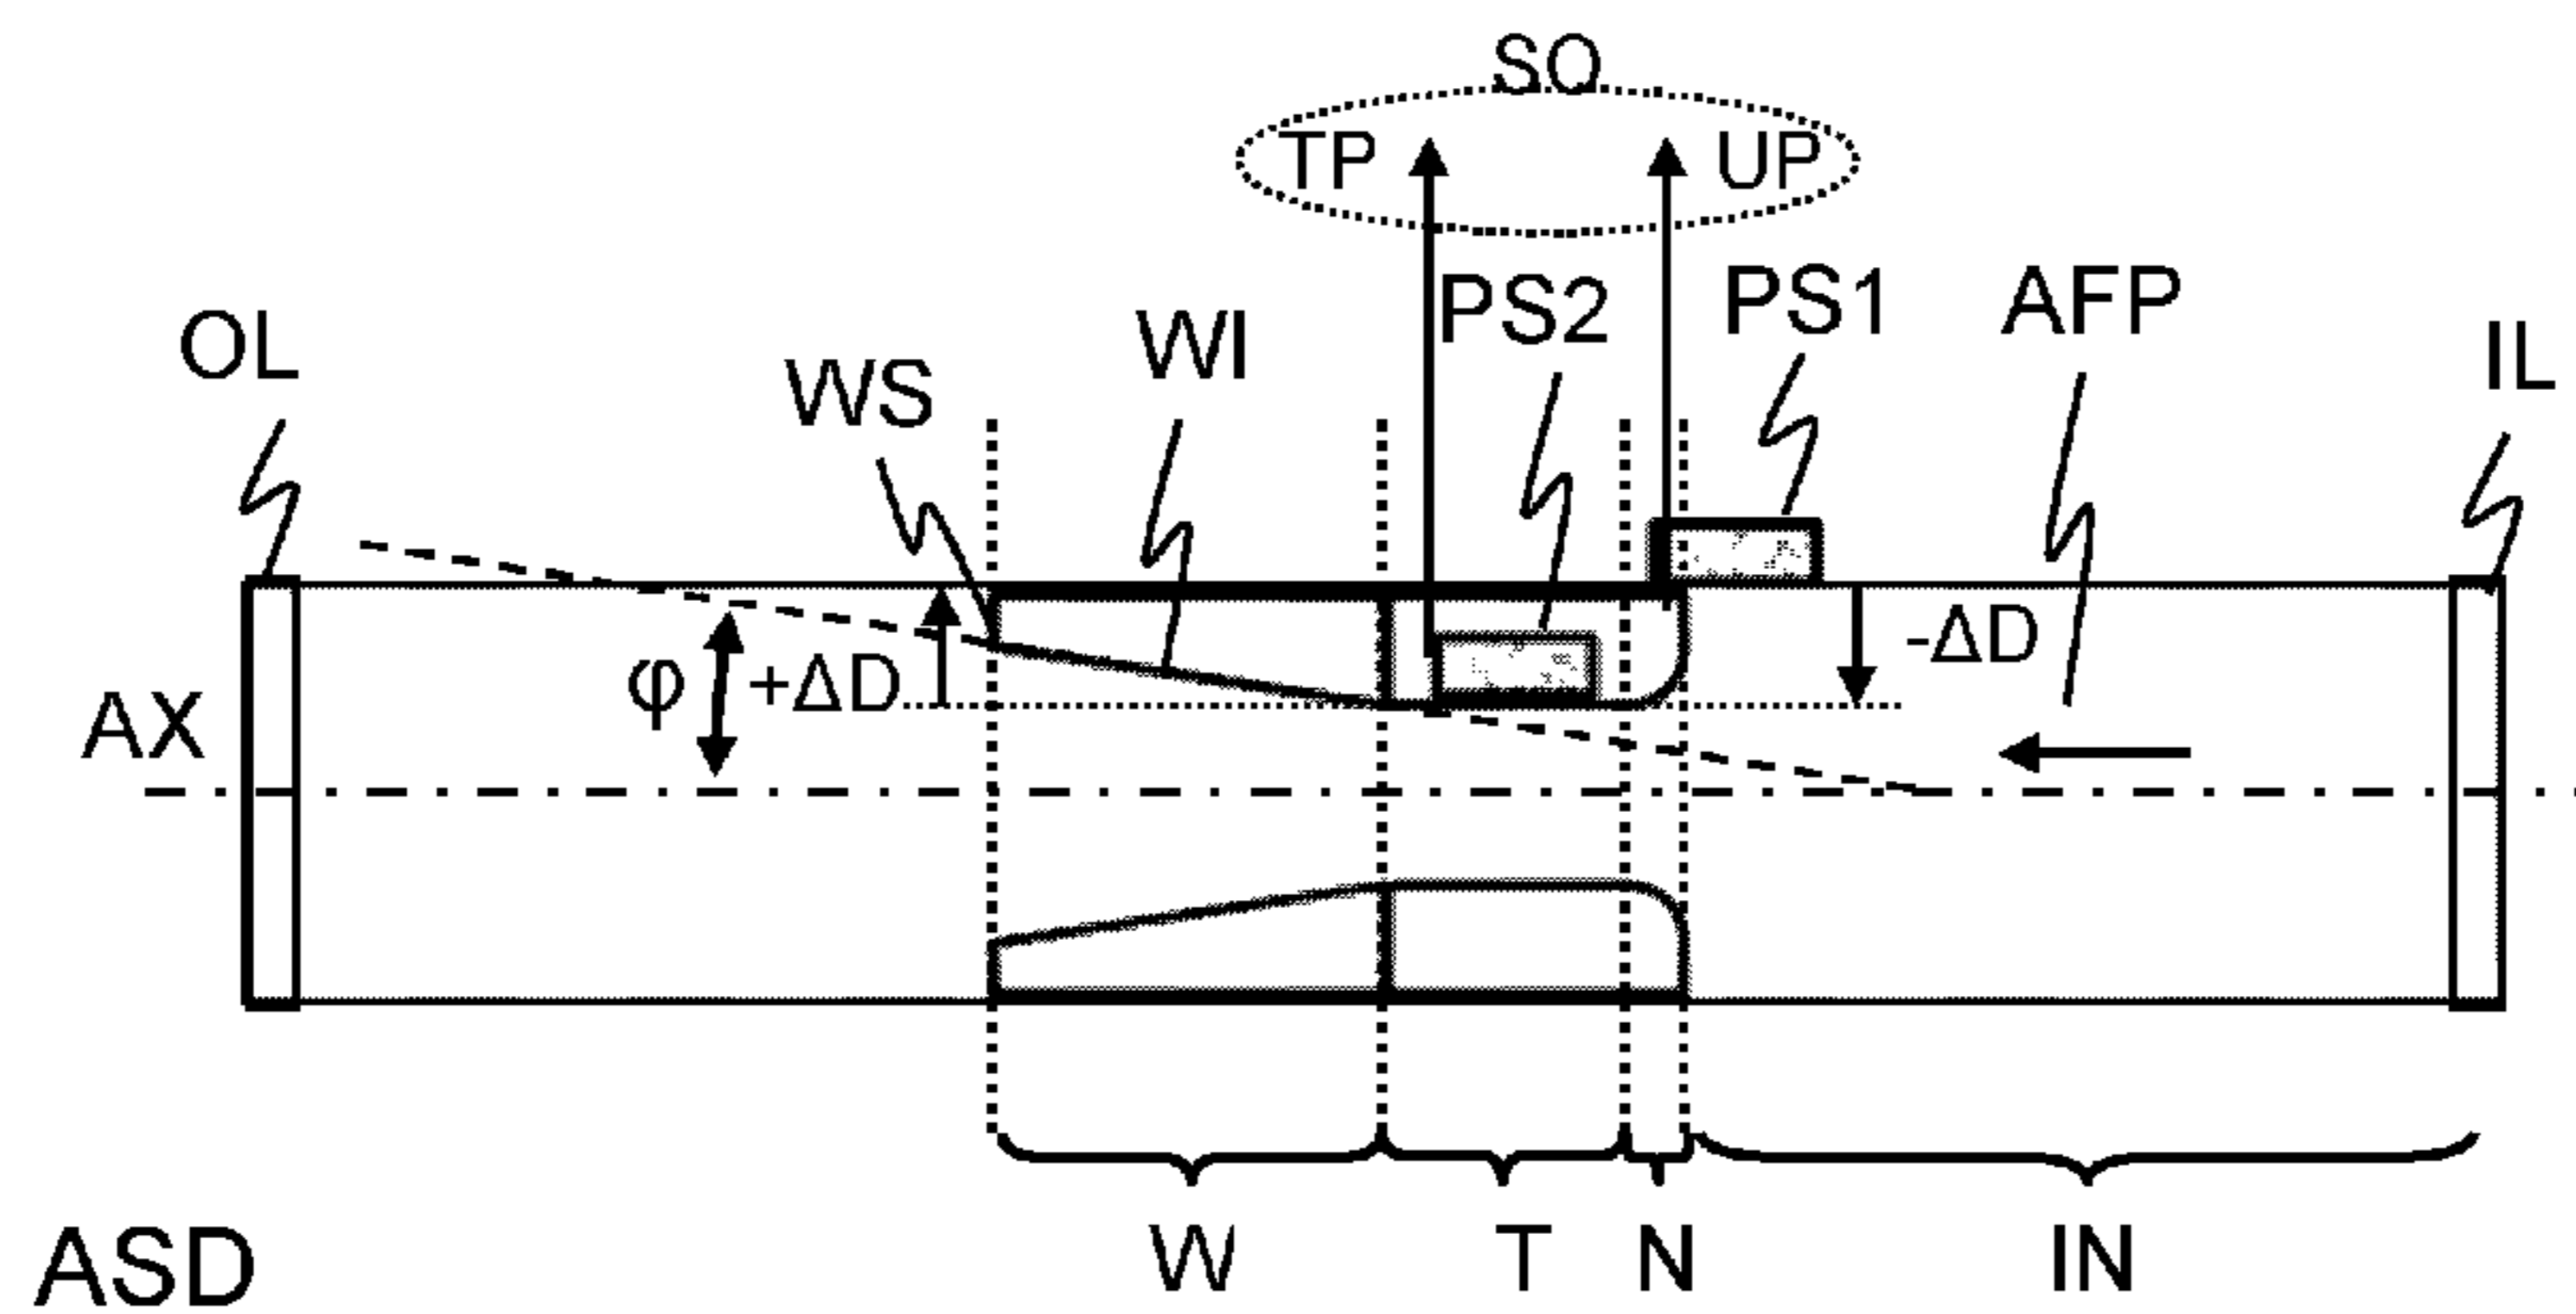 SO
TP UP
OL WS WI PS2 PS1 AFP IL
φ +ΔD -ΔD
AX
W T N IN
ASD